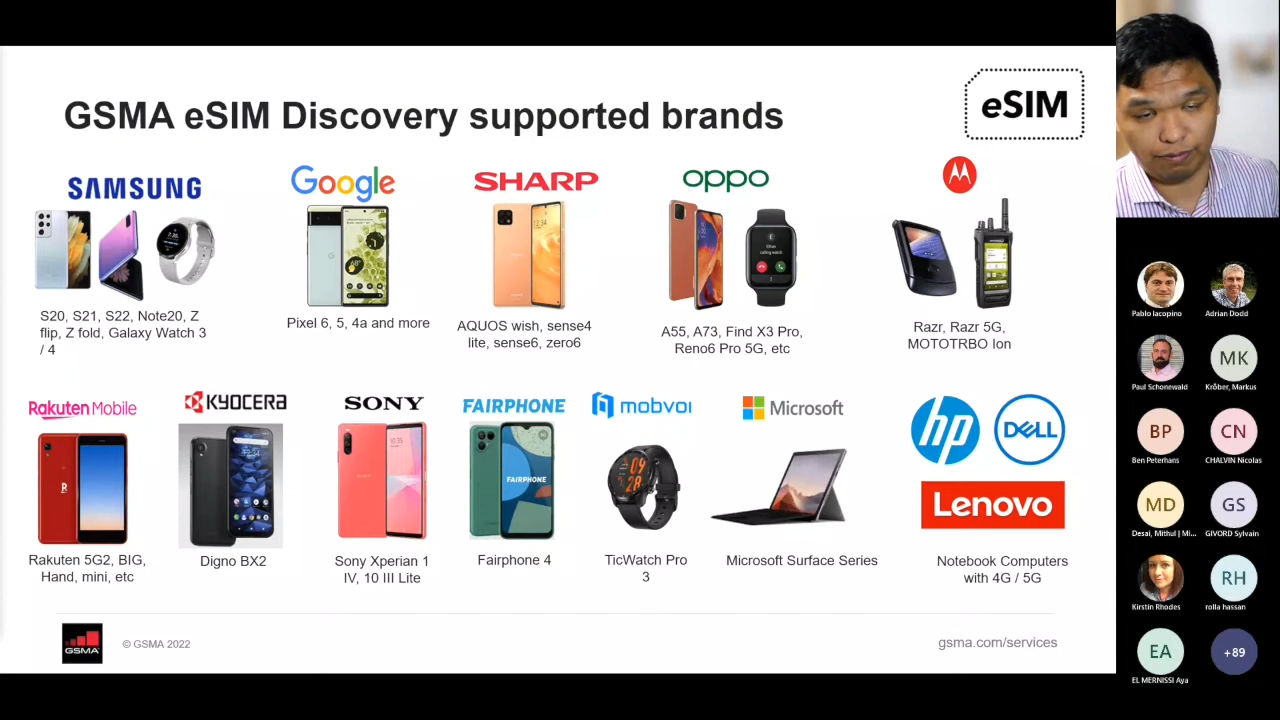 GSMA eSIM Discovery supported brands
eSIM
SAMSUNG
Google
SHARP
oppo
S20, S21, S22, Note20, Z
flip, Z fold, Galaxy Watch 3
/ 4
Pixel 6, 5, 4a and more
AQUOS wish, sense4
lite, sense6, zero6
A55, A73, Find X3 Pro,
Reno6 Pro 5G, etc
Razr, Razr 5G,
MOTOTRBO Ion
Rakuten Mobile
KYOCERA
SONY
FAIRPHONE
mobvoi
Microsoft
hp
DELL
Lenovo
FAIRPHONE
Rakuten 5G2, BIG,
Hand, mini, etc
Digno BX2
Sony Xperian 1
IV, 10 III Lite
Fairphone 4
TicWatch Pro
3
Microsoft Surface Series
Notebook Computers
with 4G / 5G
GSMA
© GSMA 2022
gsma.com/services
Pablo Iacopino
Adrian Dodd
Paul Schonewald
MK
Kröber, Markus
BP
Ben Peterhans
CN
CHALVIN Nicolas
MD
Desai, Mithul | Mi...
GS
GIVORD Sylvain
Kirstin Rhodes
RH
rolla hassan
EA
EL MERNISSI Aya
+89